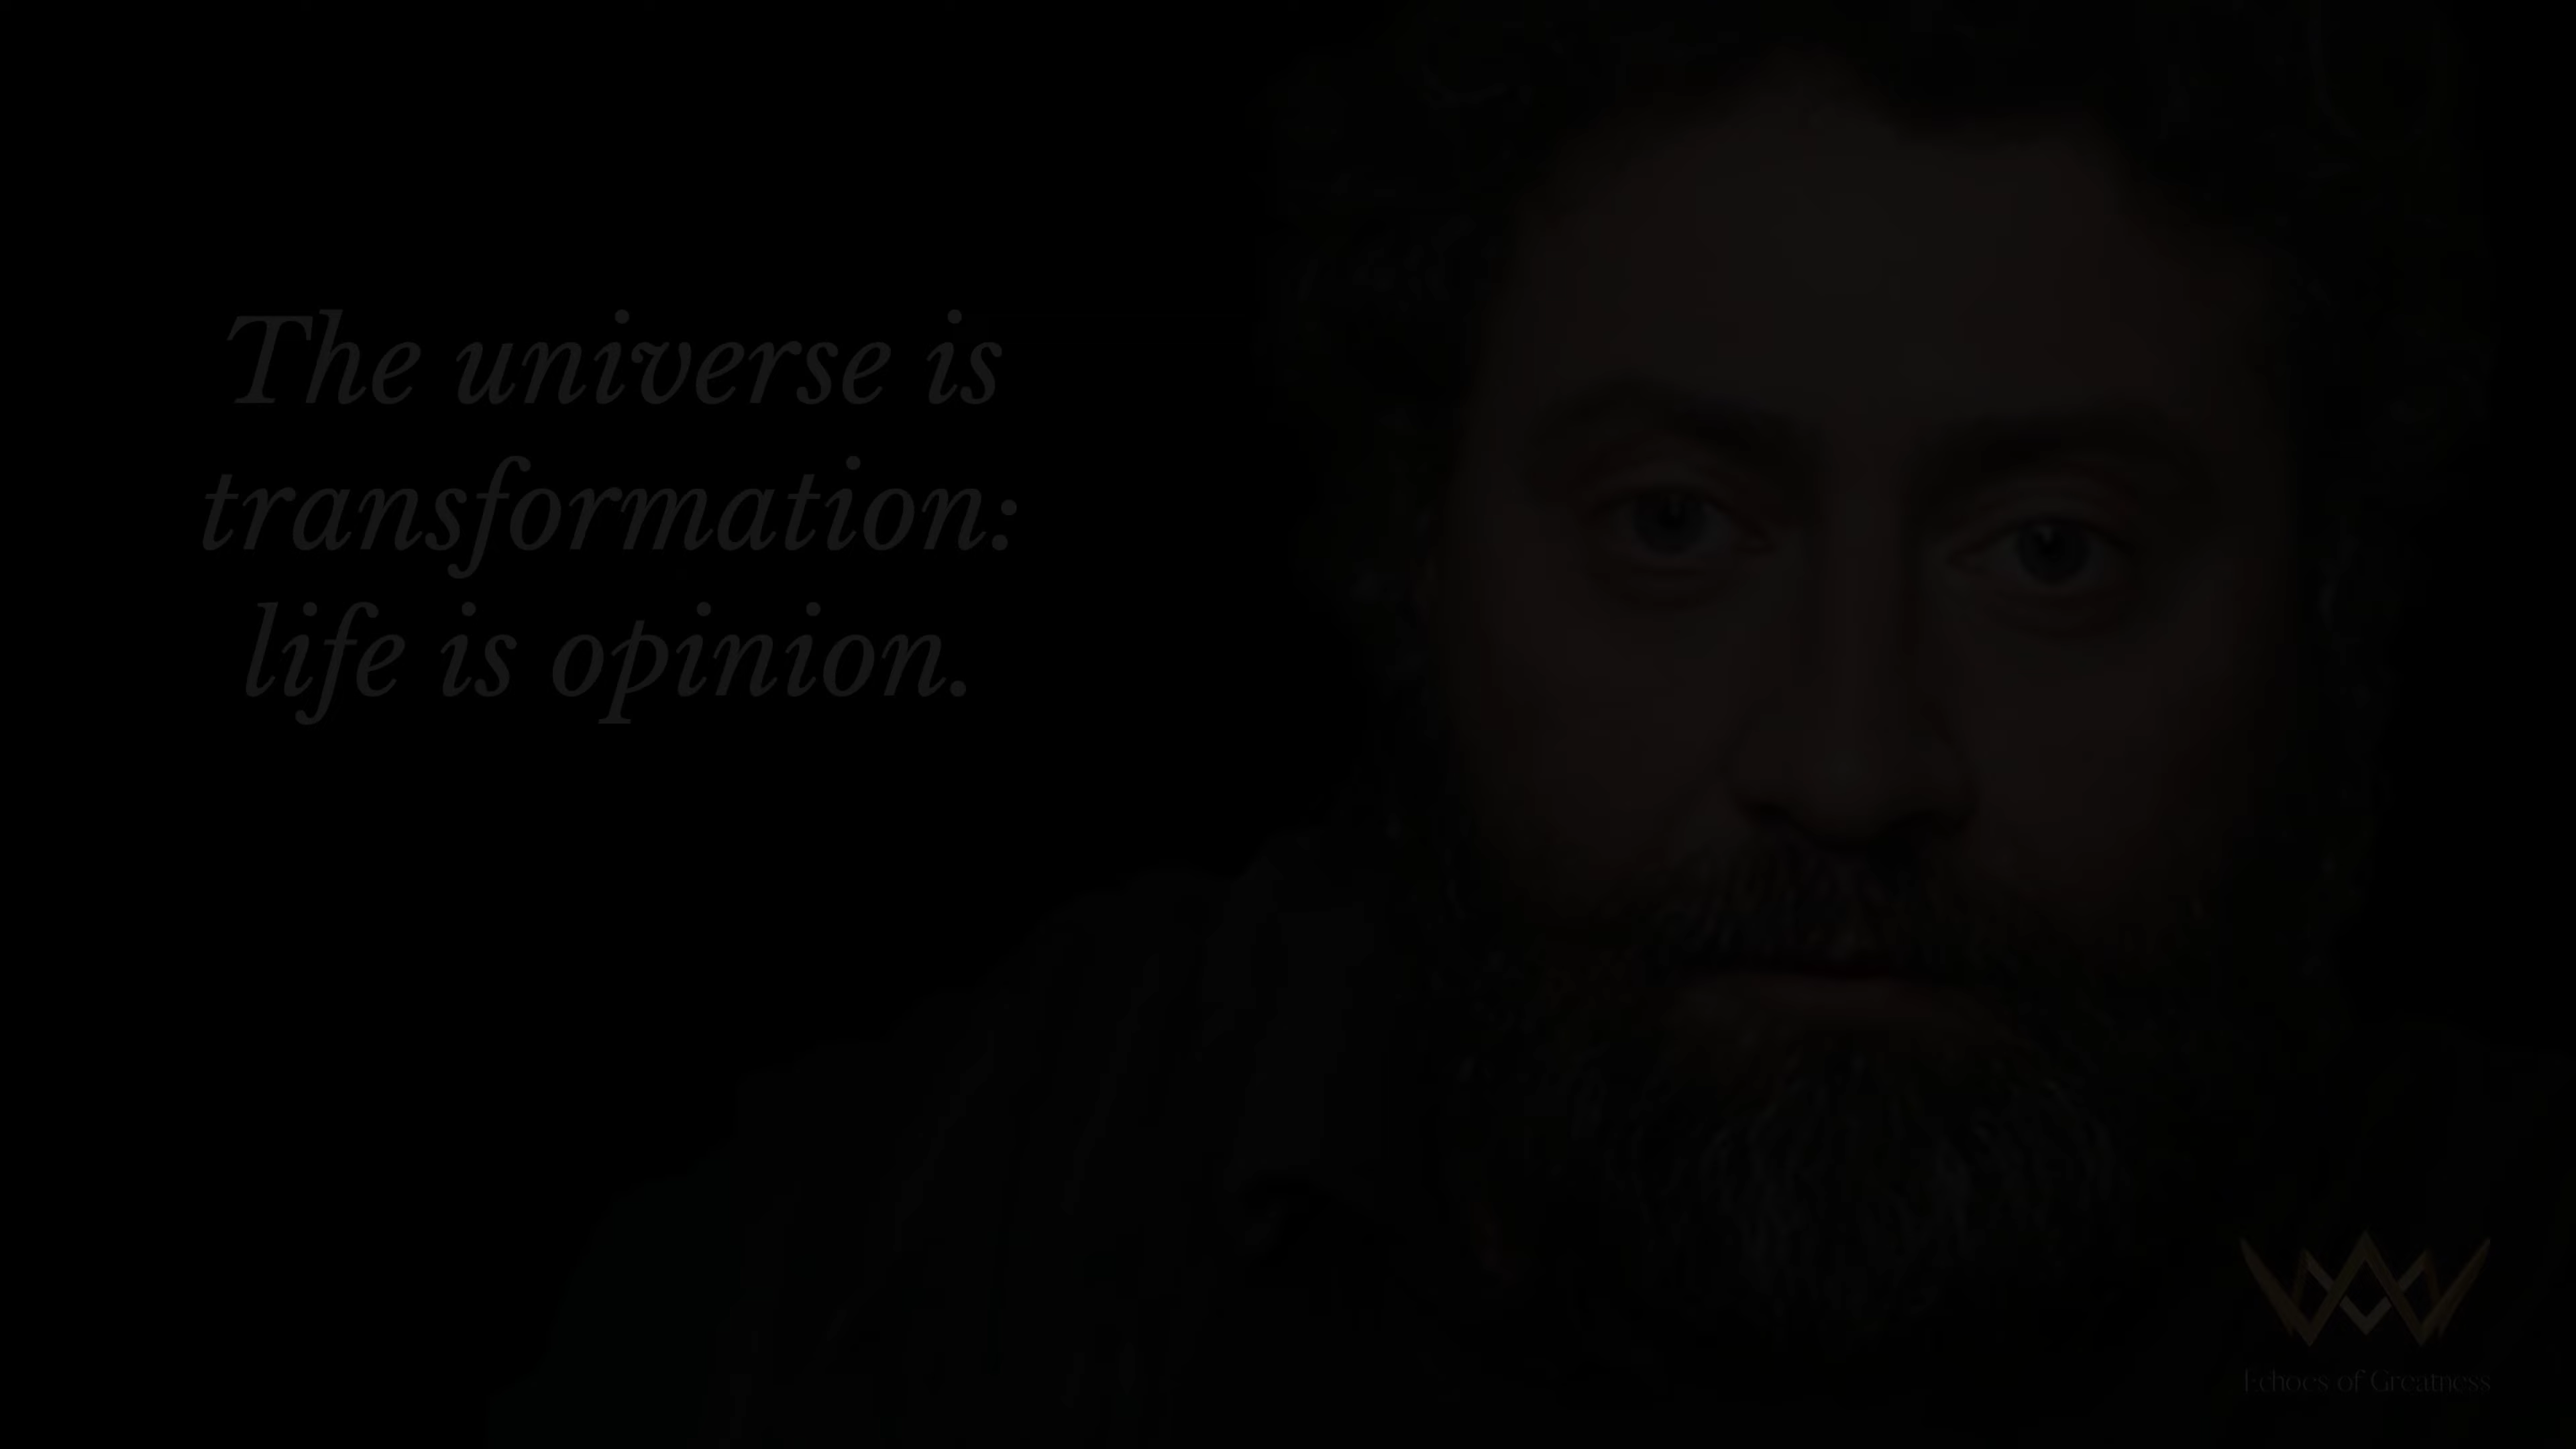 The universe is
transformation:
life is opinion.
Echoes of Greatness